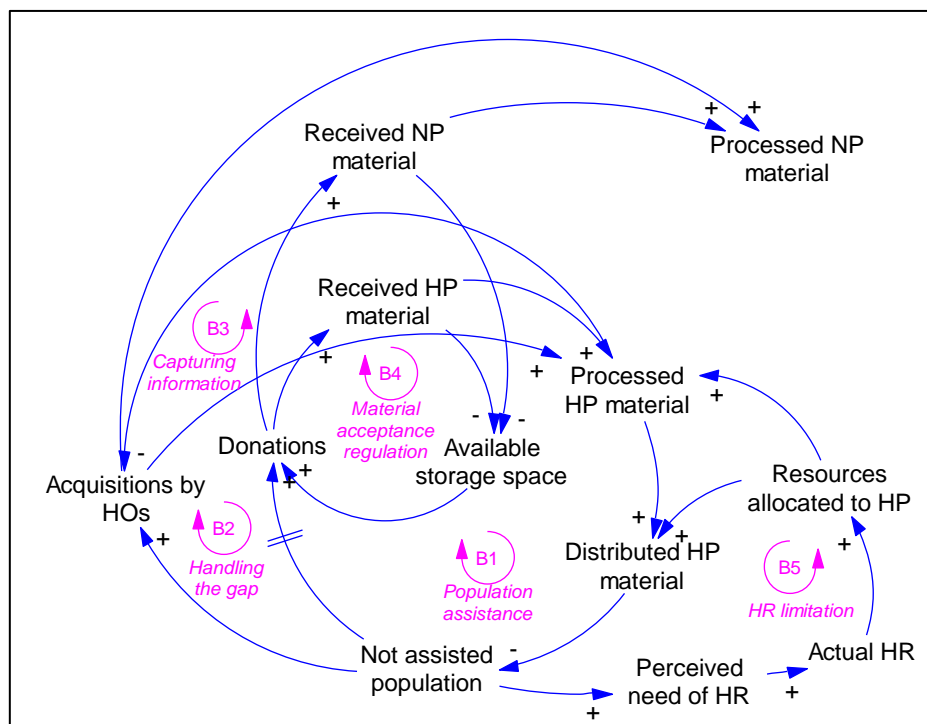 + +
Received NP
material
Processed NP
material
+
Received HP
material
B3
Capturing
information
+
B4
+
+
Processed
HP material
+
Material
acceptance
regulation
-
-
-
Donations
+
+
Available
storage space
Acquisitions by
HOs
+
B2
Handling
the gap
Resources
allocated to HP
+
+
Distributed HP
material
B1
Population
assistance
+
B5
HR limitation
-
Not assisted
population
Perceived
need of HR
+
+
Actual HR